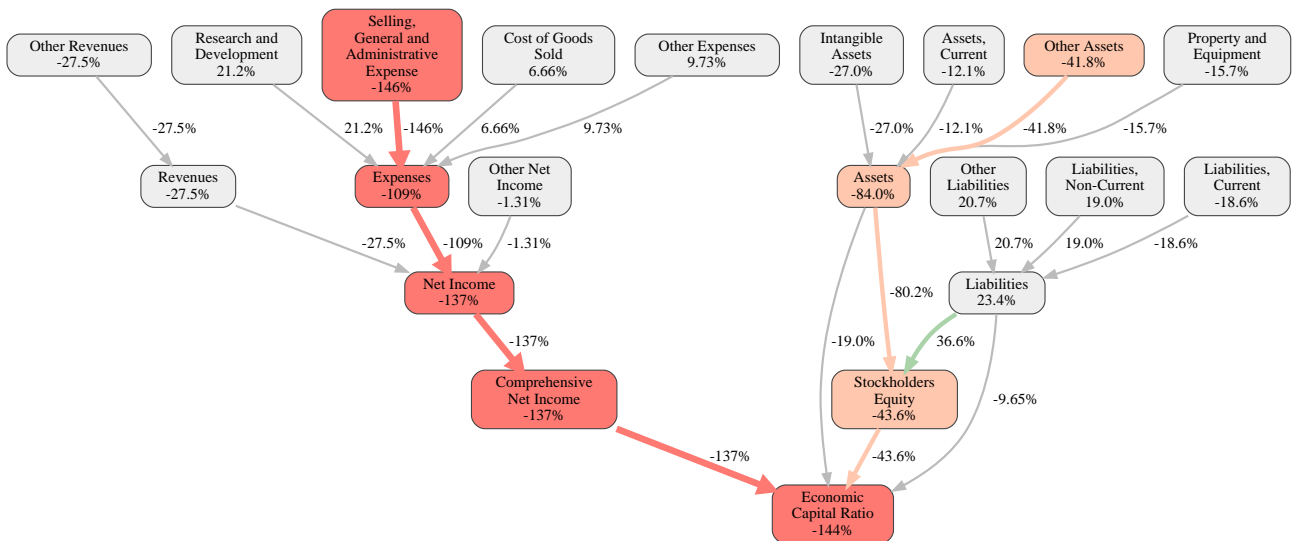 Other Revenues
-27.5%
Research and
Development
21.2%
Selling,
General and
Administrative
Expense
-146%
Cost of Goods
Sold
6.66%
Other Expenses
9.73%
Intangible
Assets
-27.0%
Assets,
Current
-12.1%
Other Assets
-41.8%
Property and
Equipment
-15.7%
-27.5%
21.2%
-146%
6.66%
9.73%
-27.0%
-12.1%
-41.8%
-15.7%
Revenues
-27.5%
Expenses
-109%
Other Net
Income
-1.31%
Assets
-84.0%
Other
Liabilities
20.7%
Liabilities,
Non-Current
19.0%
Liabilities,
Current
-18.6%
-27.5%
-109%
-1.31%
20.7%
19.0%
-18.6%
Net Income
-137%
-80.2%
Liabilities
23.4%
-137%
-19.0%
36.6%
Comprehensive
Net Income
-137%
Stockholders
Equity
-43.6%
-9.65%
-137%
-43.6%
Economic
Capital Ratio
-144%